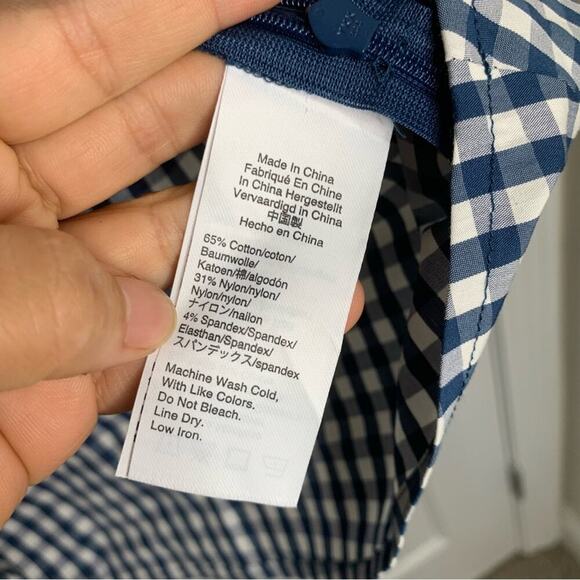 Made In China
Fabriqué En Chine
In China Hergestellt
Vervaardigd in China
中国製
Hecho en China
65% Cotton/coton/
Baumwolle/
Katoen/綿/algodón
31% Nylon/nylon/
Nylon/nylon/
ナイロン/nailon
4% Spandex/Spandex/
Elasthan/Spandex/
スパンデックス/spandex
Machine Wash Cold,
With Like Colors.
Do Not Bleach.
Line Dry.
Low Iron.